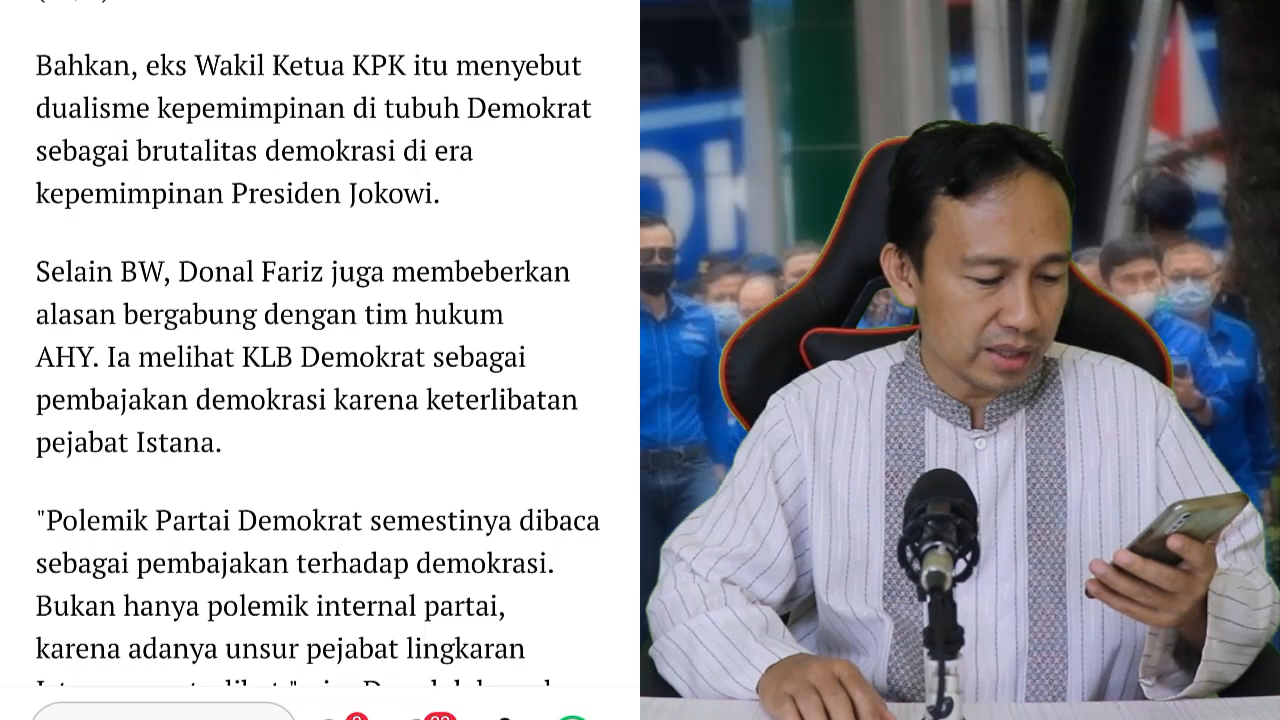 Bahkan, eks Wakil Ketua KPK itu menyebut
dualisme kepemimpinan di tubuh Demokrat
sebagai brutalitas demokrasi di era
kepemimpinan Presiden Jokowi.
Selain BW, Donal Fariz juga membeberkan
alasan bergabung dengan tim hukum
AHY. Ia melihat KLB Demokrat sebagai
pembajakan demokrasi karena keterlibatan
pejabat Istana.
"Polemik Partai Demokrat semestinya dibaca
sebagai pembajakan terhadap demokrasi.
Bukan hanya polemik internal partai,
karena adanya unsur pejabat lingkaran